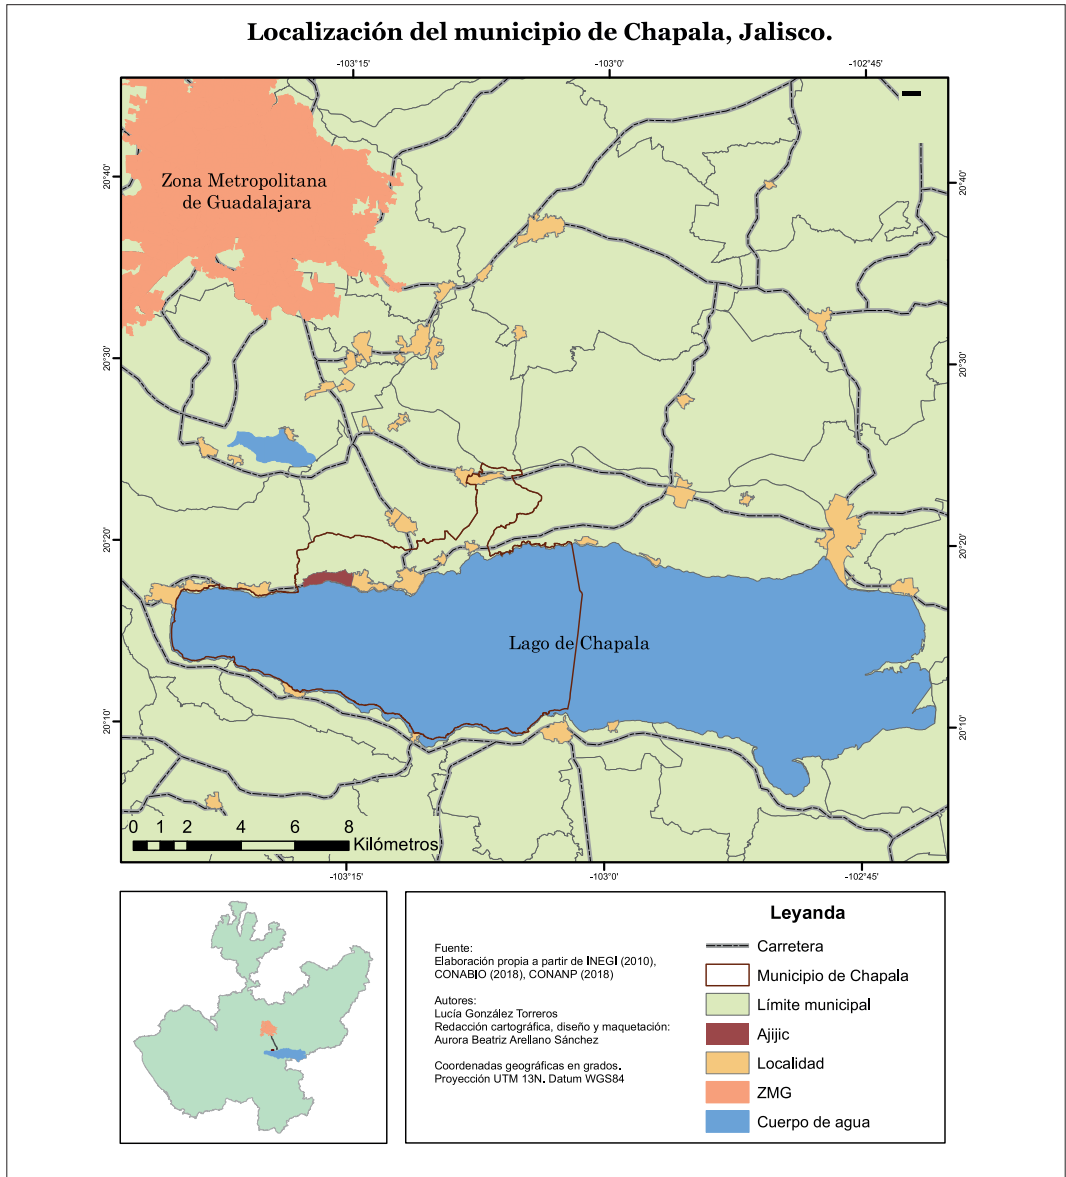 Localización del municipio de Chapala, Jalisco.
-103°15'
-103°0'
-102°45'
20°40'
20°40'
Zona Metropolitana
de Guadalajara
20°30'
20°30'
20°20'
20°20'
Lago de Chapala
20°10'
20°10'
0 1 2 4 6 8
Kilómetros
-103°15'
-103°0'
-102°45'
Fuente:
Elaboración propia a partir de INEGI (2010),
CONABIO (2018), CONANP (2018)
Autores:
Lucía González Torreros
Redacción cartográfica, diseño y maquetación:
Aurora Beatriz Arellano Sánchez
Coordenadas geográficas en grados.
Proyección UTM 13N. Datum WGS84
Leyanda
Carretera
Municipio de Chapala
Límite municipal
Ajijic
Localidad
ZMG
Cuerpo de agua